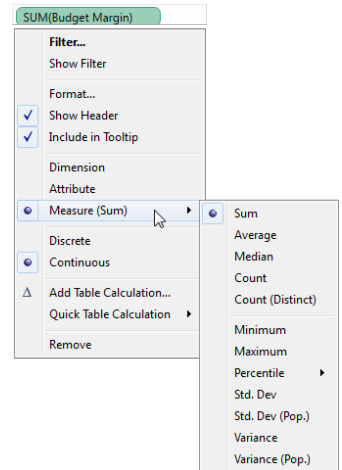 SUM(Budget Margin)
Filter...
Show Filter
Format...
Show Header
Include in Tooltip
Dimension
Attribute
Measure (Sum)
Discrete
Continuous
Δ Add Table Calculation...
Quick Table Calculation
Remove
Sum
Average
Median
Count
Count (Distinct)
Minimum
Maximum
Percentile
Std. Dev
Std. Dev (Pop.)
Variance
Variance (Pop.)